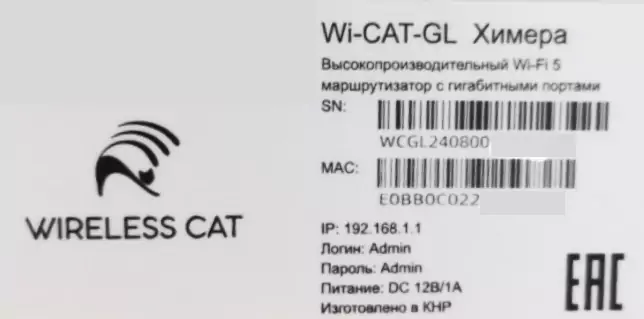 WIRELESS CAT
Wi-CAT-GL Химера
Высокопроизводительный Wi-Fi 5
маршрутизатор с гигабитными портами
SN:
WCGL240800
MAC:
E0BB0C022
IP: 192.168.1.1
Логин: Admin
Пароль: Admin
Питание: DC 12В/1А
Изготовлено в КНР
EAC